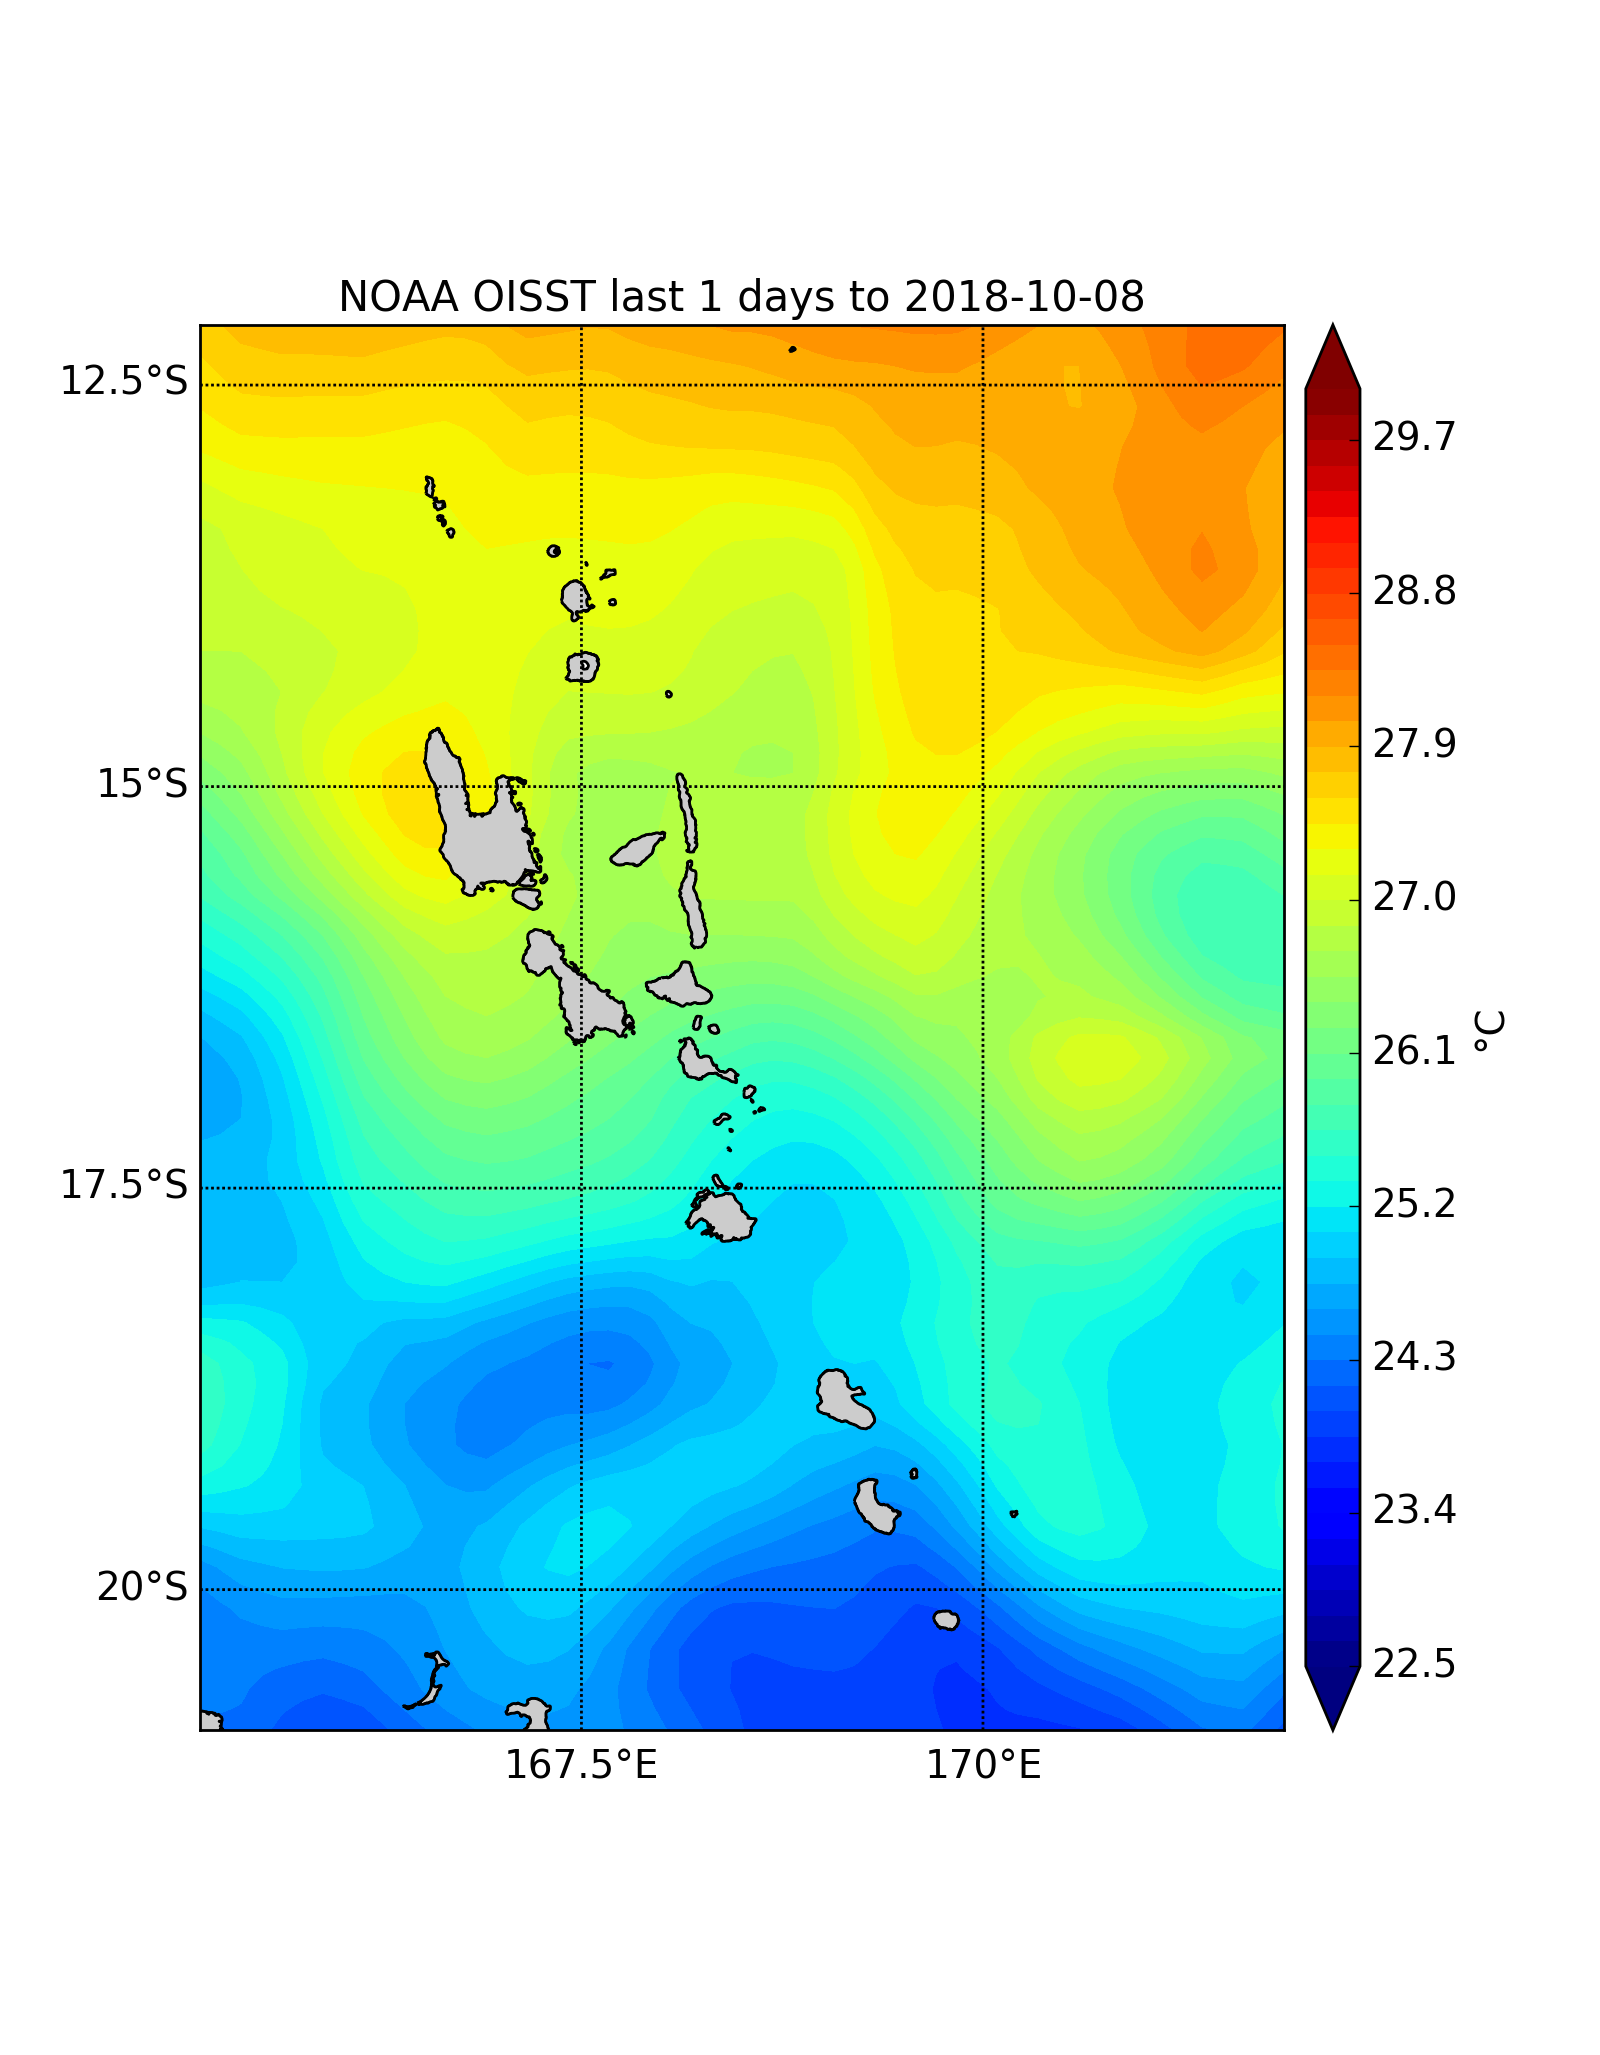 NOAA OISST last 1 days to 2018-10-08
12.5°S
15°S
17.5°S
20°S
167.5°E
170°E
29.7
28.8
27.9
27.0
26.1
25.2
24.3
23.4
22.5
°C